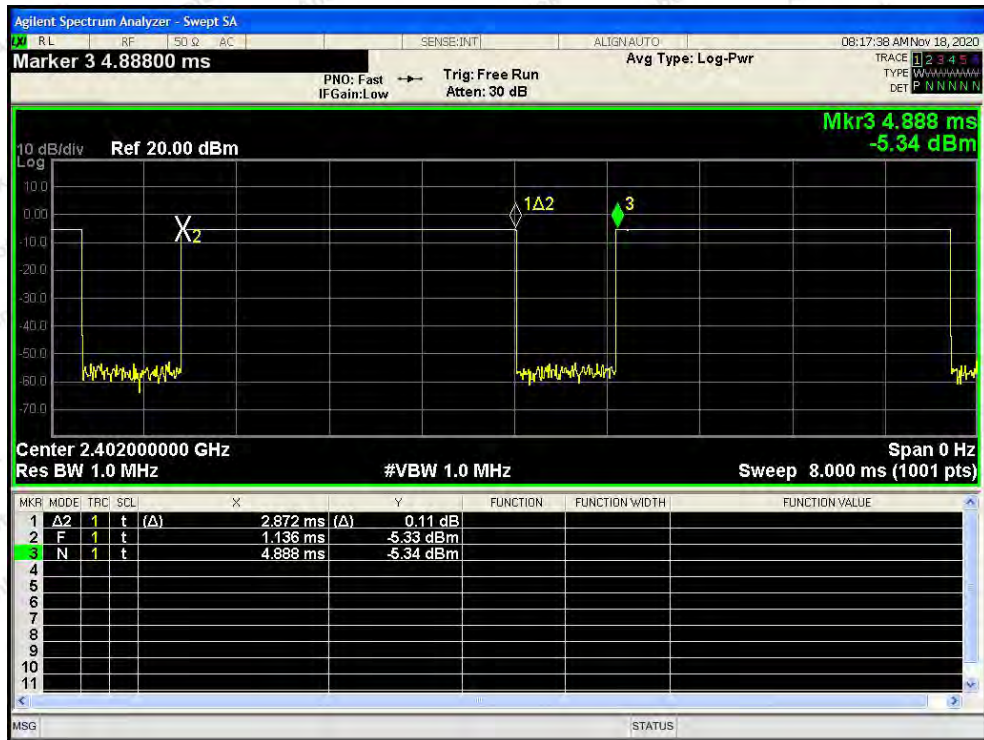 Agilent Spectrum Analyzer - Swept SA
LXI RL RF 50 Ω AC SENSE:INT ALIGNAUTO 08:17:38 AM Nov 18, 2020
Marker 3 4.88800 ms
PNO: Fast
IFGain:Low
Trig: Free Run
Atten: 30 dB
Avg Type: Log-Pwr
TRACE 1 2 3 4 5 6
TYPE WWWWWW
DET P N N N N N
Mkr3 4.888 ms
-5.34 dBm
10 dB/div Ref 20.00 dBm
Log
10.0
0.00
-10.0
-20.0
-30.0
-40.0
-50.0
-60.0
-70.0
X2
1Δ2
3
Center 2.402000000 GHz Span 0 Hz
Res BW 1.0 MHz #VBW 1.0 MHz Sweep 8.000 ms (1001 pts)
MKR MODE TRC SCL X Y FUNCTION FUNCTION WIDTH FUNCTION VALUE
1 Δ2 1 t (Δ) 2.872 ms (Δ) 0.11 dB
2 F 1 t 1.136 ms -5.33 dBm
3 N 1 t 4.888 ms -5.34 dBm
4
5
6
7
8
9
10
11
MSG STATUS